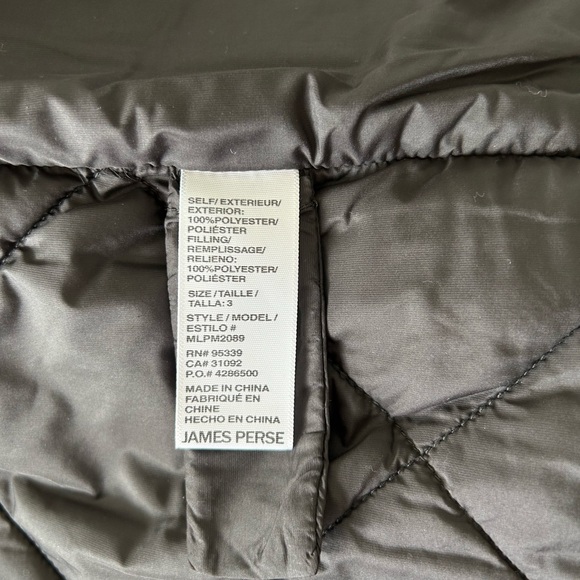 SELF/ EXTERIEUR/
EXTERIOR:
100%POLYESTER/
POLIÉSTER
FILLING/
REMPLISSAGE/
RELIENO:
100%POLYESTER/
POLIÉSTER
SIZE/TAILLE/
TALLA: 3
STYLE / MODEL /
ESTILO #
MLPM2089
RN# 95339
CA# 31092
P.O.# 4286500
MADE IN CHINA
FABRIQUÉ EN
CHINE
HECHO EN CHINA
JAMES PERSE